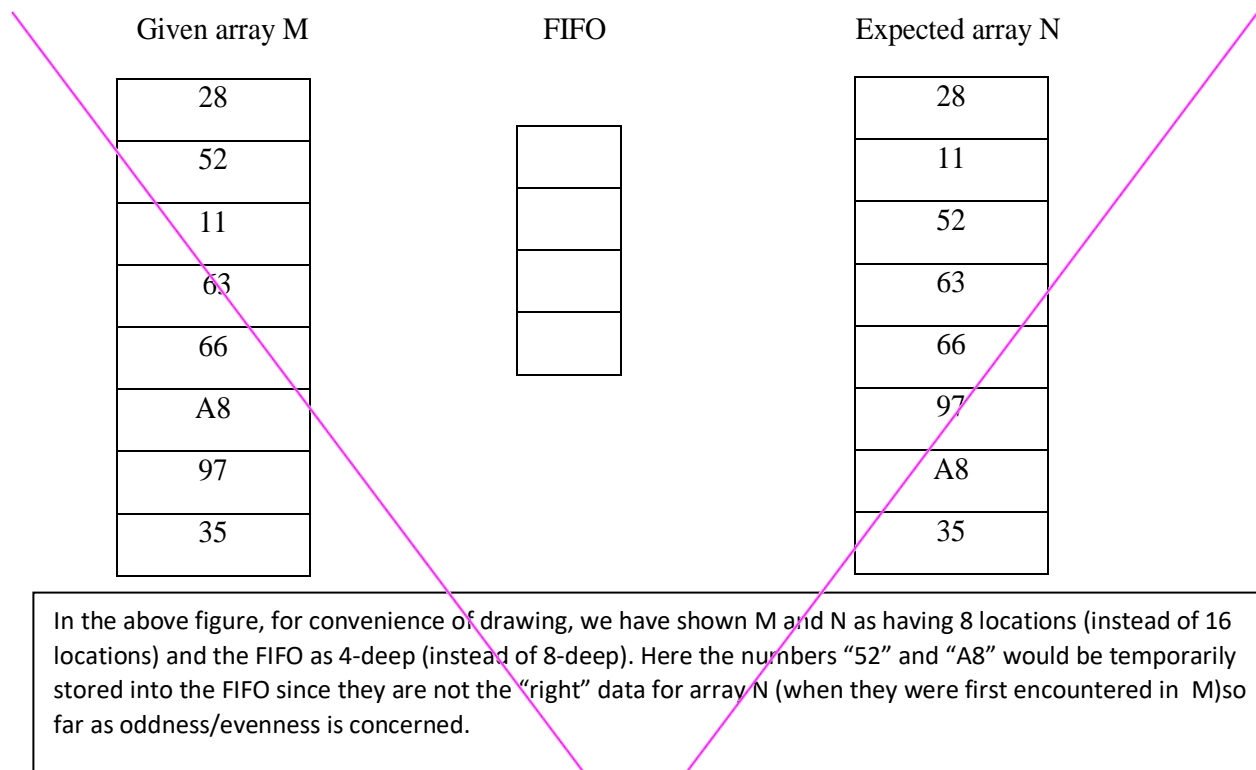 Given array M FIFO Expected array N
28 28
52 11
11 52
63 63
66 66
A8 97
97 A8
35 35
In the above figure, for convenience of drawing, we have shown M and N as having 8 locations (instead of 16
locations) and the FIFO as 4-deep (instead of 8-deep). Here the numbers “52” and “A8” would be temporarily
stored into the FIFO since they are not the “right” data for array N (when they were first encountered in M)so
far as oddness/evenness is concerned.